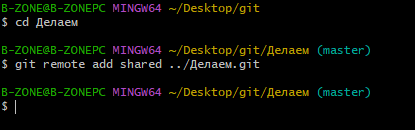 B-ZONE@B-ZONEPC MINGW64 ~/Desktop/git
$ cd Делаем
B-ZONE@B-ZONEPC MINGW64 ~/Desktop/git/Делаем (master)
$ git remote add shared ../Делаем.git
B-ZONE@B-ZONEPC MINGW64 ~/Desktop/git/Делаем (master)
$